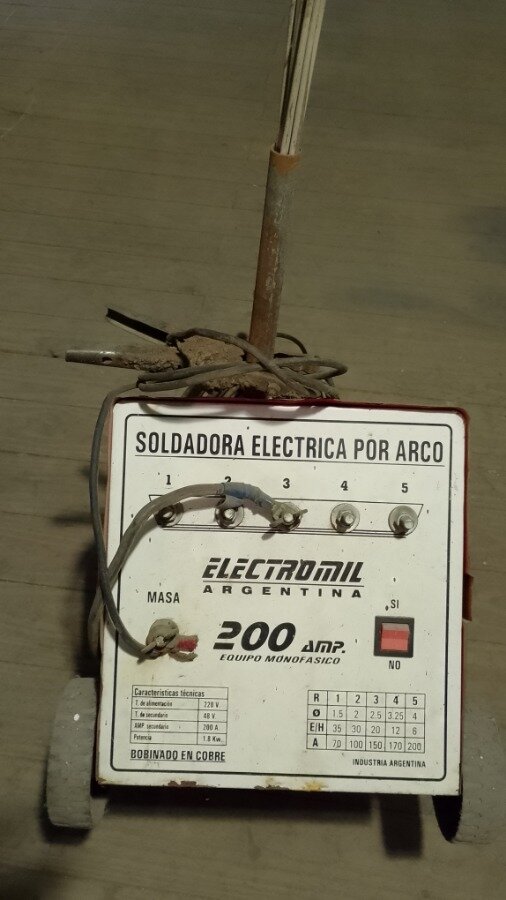 SOLDADORA ELECTRICA POR ARCO
1 2 3 4 5
ELECTROMIL
ARGENTINA
MASA
200 AMP.
EQUIPO MONOFASICO
SI
NO
Características técnicas
T. de alimentación 220 V.
T. de secundario 48 V.
AMP. secundario 200 A
Potencia 1.8 Kw.
BOBINADO EN COBRE
R 1 2 3 4 5
Ø 1.5 2 2.5 3.25 4
E/H 35 30 20 12 6
A 70 100 150 170 200
INDUSTRIA ARGENTINA